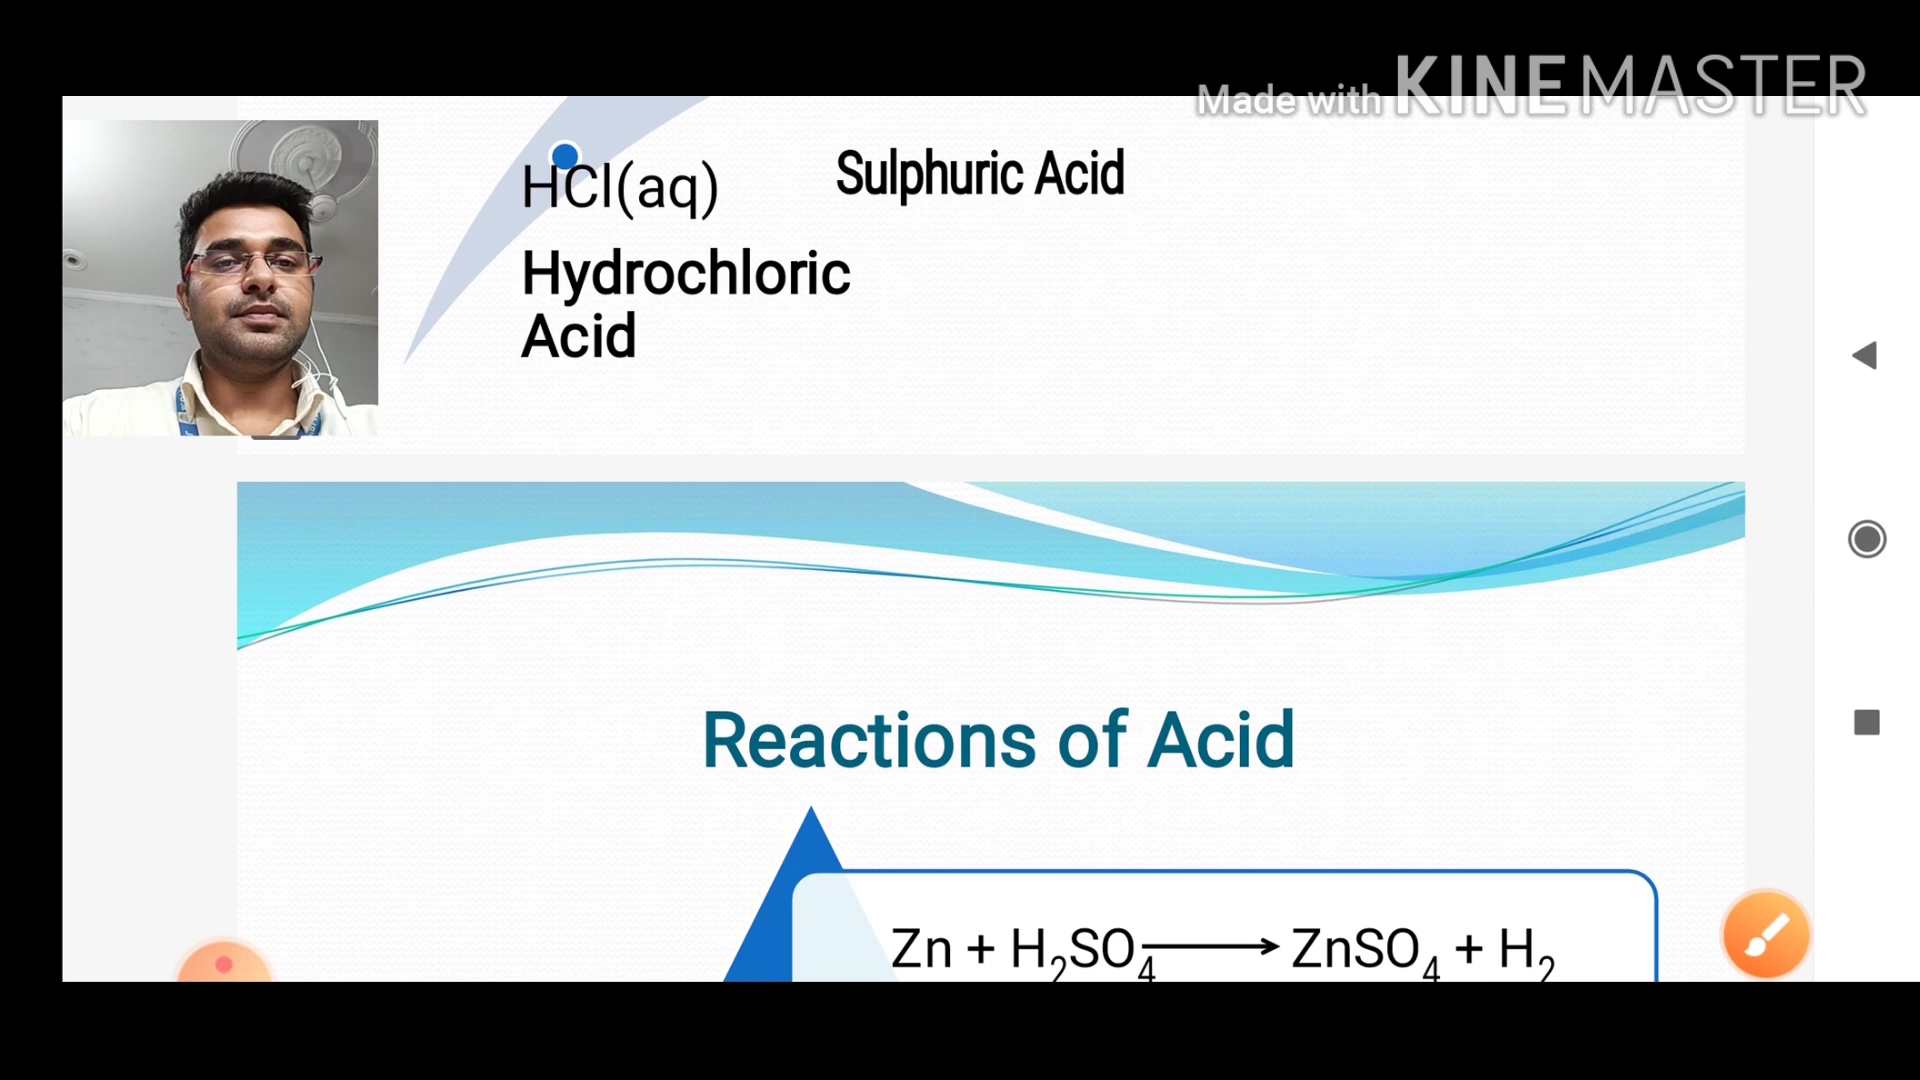 Made with KINEMASTER
HCl(aq)
Sulphuric Acid
Hydrochloric
Acid
Reactions of Acid
Zn + H₂SO₄ ⟶ ZnSO₄ + H₂